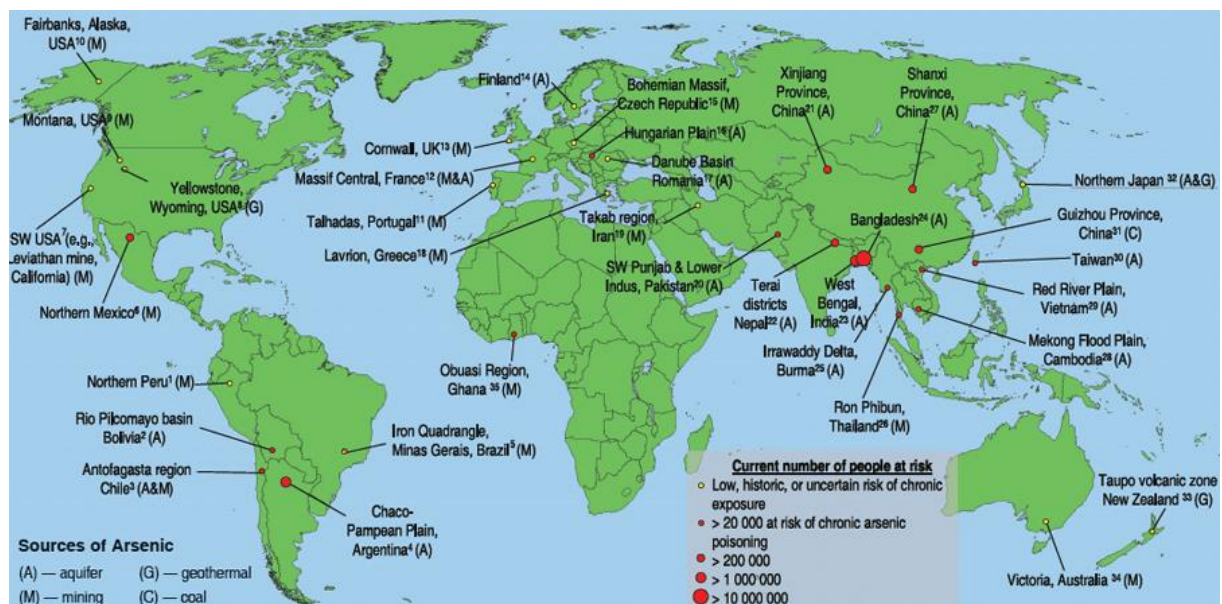 Fairbanks, Alaska,
USA¹⁰ (M)
Montana, USA⁹ (M)
Yellowstone,
Wyoming, USA⁸ (G)
SW USA⁷(e.g.,
Leviathan mine,
California) (M)
Northern Mexico⁶ (M)
Northern Peru¹ (M)
Rio Pilcomayo basin
Bolivia² (A)
Antofagasta region
Chile³ (A&M)
Chaco-
Pampean Plain,
Argentina⁴ (A)
Iron Quadrangle,
Minas Gerais, Brazil⁵ (M)
Finland¹⁴ (A)
Cornwall, UK¹³ (M)
Massif Central, France¹² (M&A)
Talhadas, Portugal¹¹ (M)
Lavrion, Greece¹⁸ (M)
Bohemian Massif,
Czech Republic¹⁵ (M)
Hungarian Plain¹⁶ (A)
Danube Basin
Romania¹⁷ (A)
Takab region,
Iran¹⁹ (M)
SW Punjab & Lower
Indus, Pakistan²⁰ (A)
Obuasi Region,
Ghana ³⁵ (M)
Xinjiang
Province,
China²¹ (A)
Shanxi
Province,
China²⁷ (A)
Bangladesh²⁴ (A)
Terai
districts
Nepal²² (A)
West
Bengal,
India²³ (A)
Irrawaddy Delta,
Burma²⁵ (A)
Ron Phibun,
Thailand²⁶ (M)
Northern Japan ³² (A&G)
Guizhou Province,
China³¹ (C)
Taiwan³⁰ (A)
Red River Plain,
Vietnam²⁹ (A)
Mekong Flood Plain,
Cambodia²⁸ (A)
Taupo volcanic zone
New Zealand ³³ (G)
Victoria, Australia ³⁴ (M)
Sources of Arsenic
(A) — aquifer (G) — geothermal
(M) — mining (C) — coal
Current number of people at risk
Low, historic, or uncertain risk of chronic
exposure
> 20 000 at risk of chronic arsenic
poisoning
> 200 000
> 1 000 000
> 10 000 000